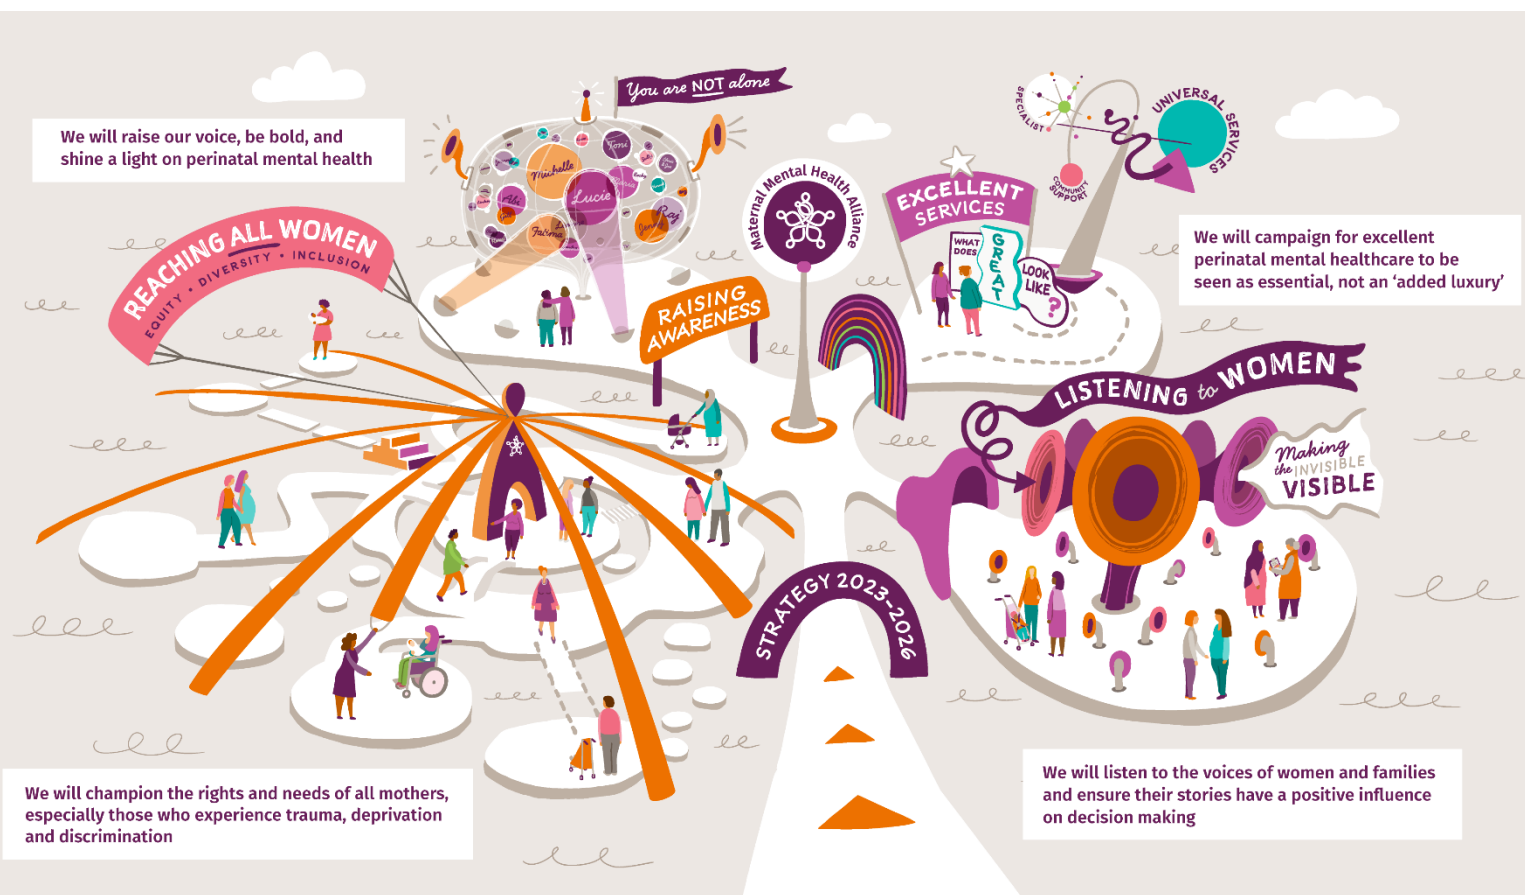 We will raise our voice, be bold, and
shine a light on perinatal mental health
You are NOT alone
Toni
Michelle
Maria
Lucie
Abi
Raj
Fatima
Jenny
Maternal Mental Health Alliance
SPECIALIST
UNIVERSAL SERVICES
COMMUNITY
SUPPORT
EXCELLENT
SERVICES
WHAT
DOES
GREAT
LOOK
LIKE
?
We will campaign for excellent
perinatal mental healthcare to be
seen as essential, not an ‘added luxury’
REACHING ALL WOMEN
EQUITY • DIVERSITY • INCLUSION
RAISING
AWARENESS
LISTENING to WOMEN
Making
the INVISIBLE
VISIBLE
STRATEGY 2023-2026
We will champion the rights and needs of all mothers,
especially those who experience trauma, deprivation
and discrimination
We will listen to the voices of women and families
and ensure their stories have a positive influence
on decision making